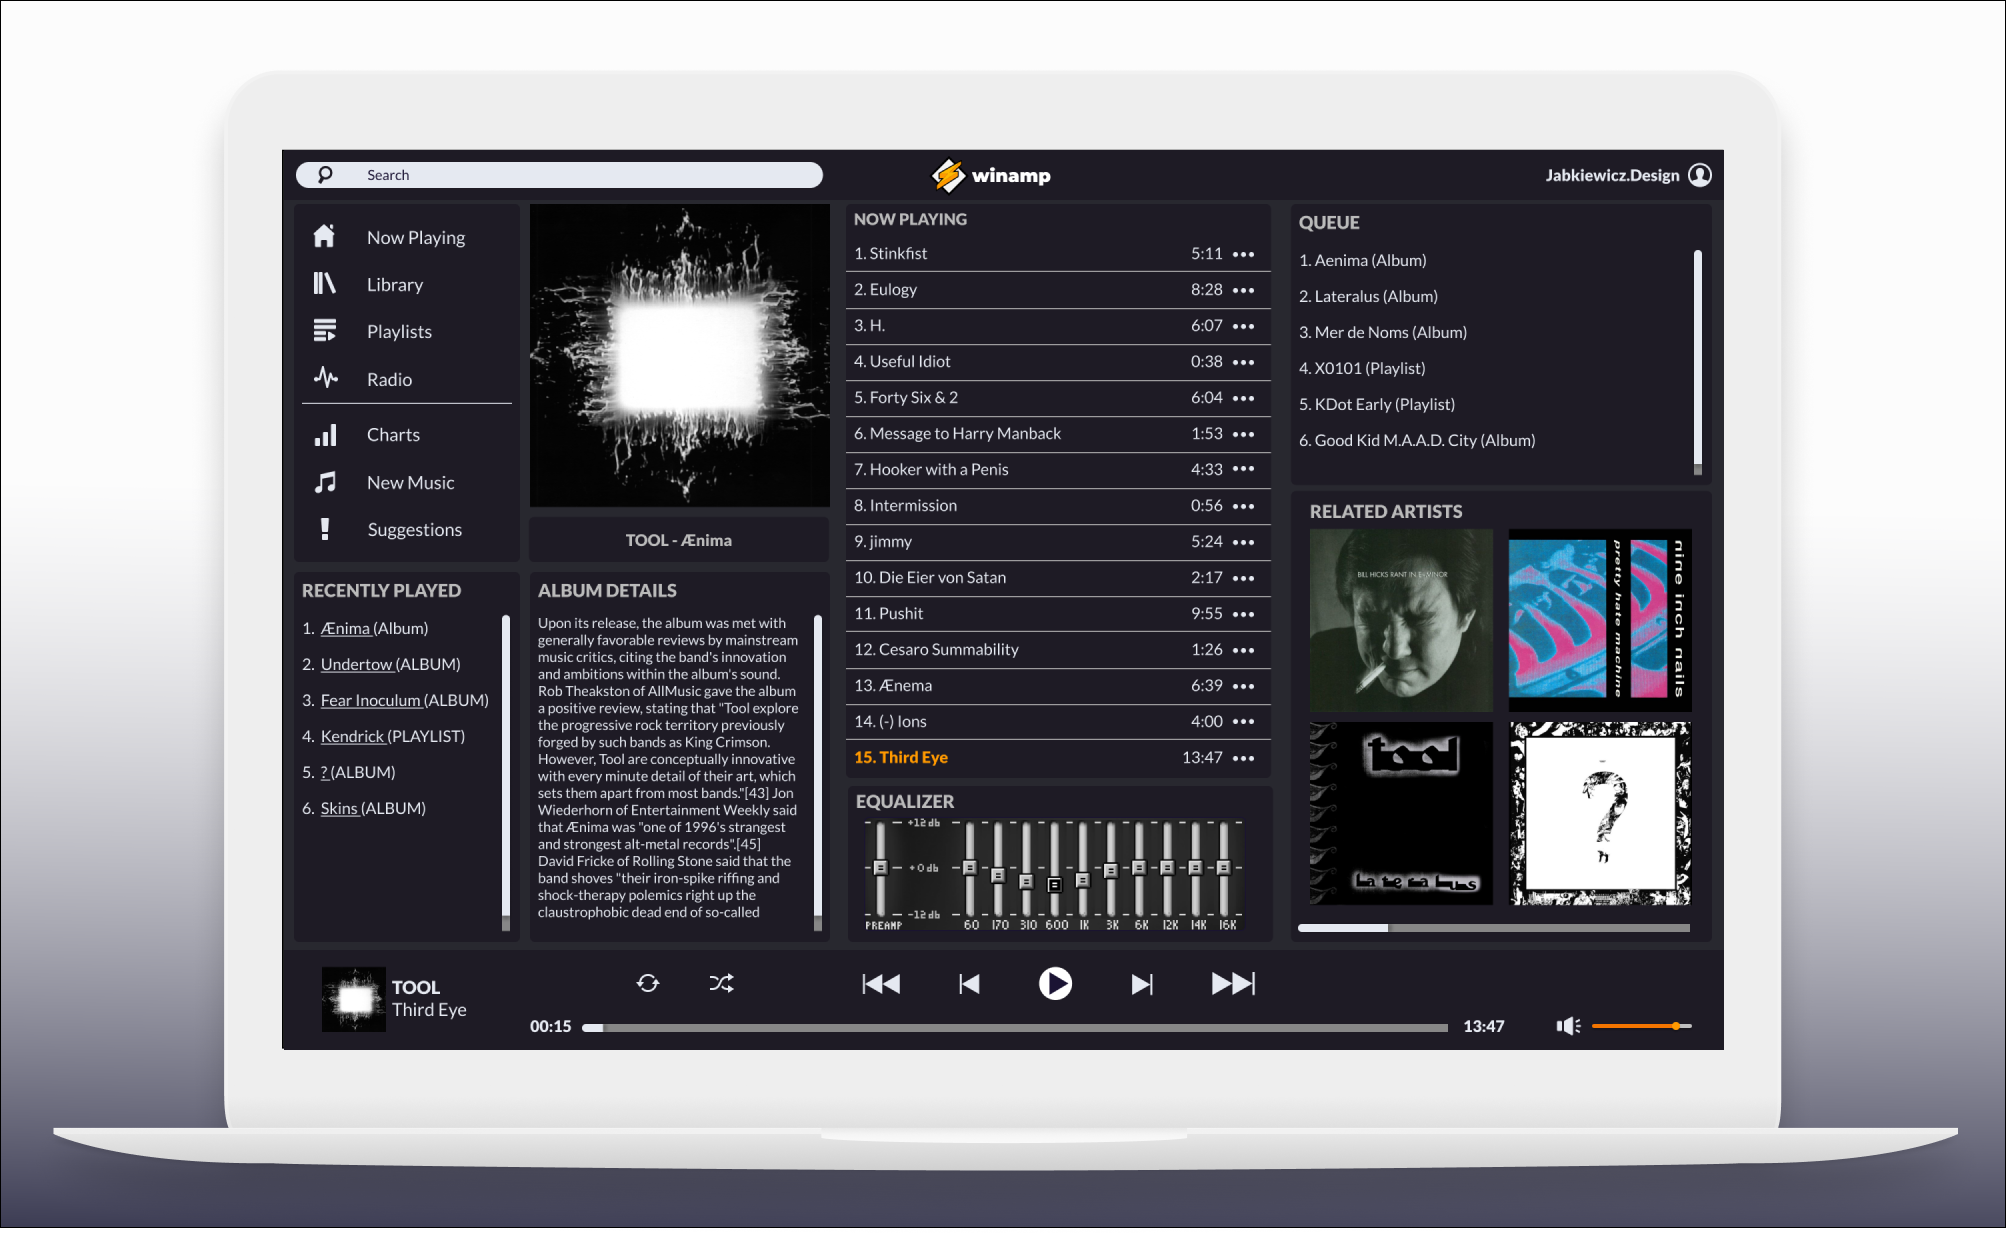 Search
winamp
Jabkiewicz.Design
Now Playing
Library
Playlists
Radio
Charts
New Music
Suggestions
RECENTLY PLAYED
1. Ænima (Album)
2. Undertow (ALBUM)
3. Fear Inoculum (ALBUM)
4. Kendrick (PLAYLIST)
5. ? (ALBUM)
6. Skins (ALBUM)
TOOL - Ænima
ALBUM DETAILS
Upon its release, the album was met with
generally favorable reviews by mainstream
music critics, citing the band's innovation
and ambitions within the album's sound.
Rob Theakston of AllMusic gave the album
a positive review, stating that "Tool explore
the progressive rock territory previously
forged by such bands as King Crimson.
However, Tool are conceptually innovative
with every minute detail of their art, which
sets them apart from most bands."[43] Jon
Wiederhorn of Entertainment Weekly said
that Ænima was "one of 1996's strangest
and strongest alt-metal records".[45]
David Fricke of Rolling Stone said that the
band shoves "their iron-spike riffing and
shock-therapy polemics right up the
claustrophobic dead end of so-called
NOW PLAYING
1. Stinkfist 5:11
2. Eulogy 8:28
3. H. 6:07
4. Useful Idiot 0:38
5. Forty Six & 2 6:04
6. Message to Harry Manback 1:53
7. Hooker with a Penis 4:33
8. Intermission 0:56
9. jimmy 5:24
10. Die Eier von Satan 2:17
11. Pushit 9:55
12. Cesaro Summability 1:26
13. Ænema 6:39
14. (-) Ions 4:00
15. Third Eye 13:47
EQUALIZER
+12 db
+0 db
-12 db
PREAMP 60 170 310 600 1K 3K 6K 12K 14K 16K
QUEUE
1. Aenima (Album)
2. Lateralus (Album)
3. Mer de Noms (Album)
4. X0101 (Playlist)
5. KDot Early (Playlist)
6. Good Kid M.A.A.D. City (Album)
RELATED ARTISTS
BILL HICKS RANT IN E-MINOR
pretty hate machine
nine inch nails
tool
lateralus
?
TOOL
Third Eye
00:15
13:47